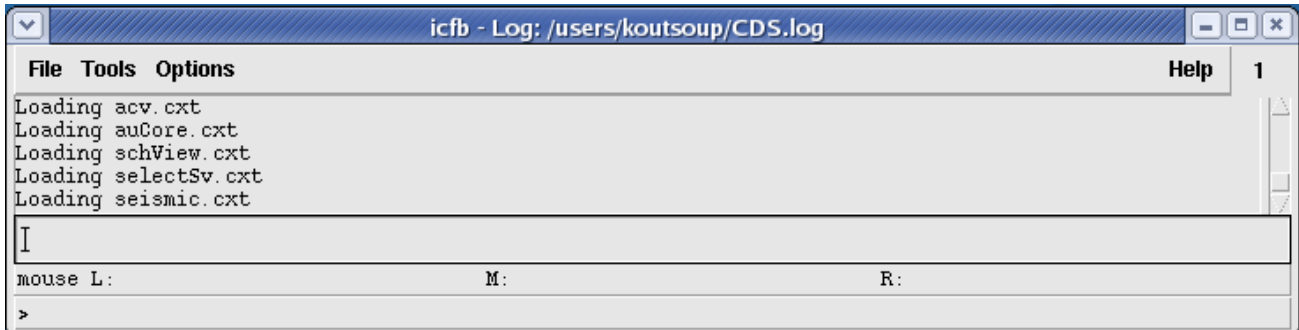 icfb - Log: /users/koutsoup/CDS.log
File Tools Options Help 1
Loading acv.cxt
Loading auCore.cxt
Loading schView.cxt
Loading selectSv.cxt
Loading seismic.cxt
mouse L: M: R:
>